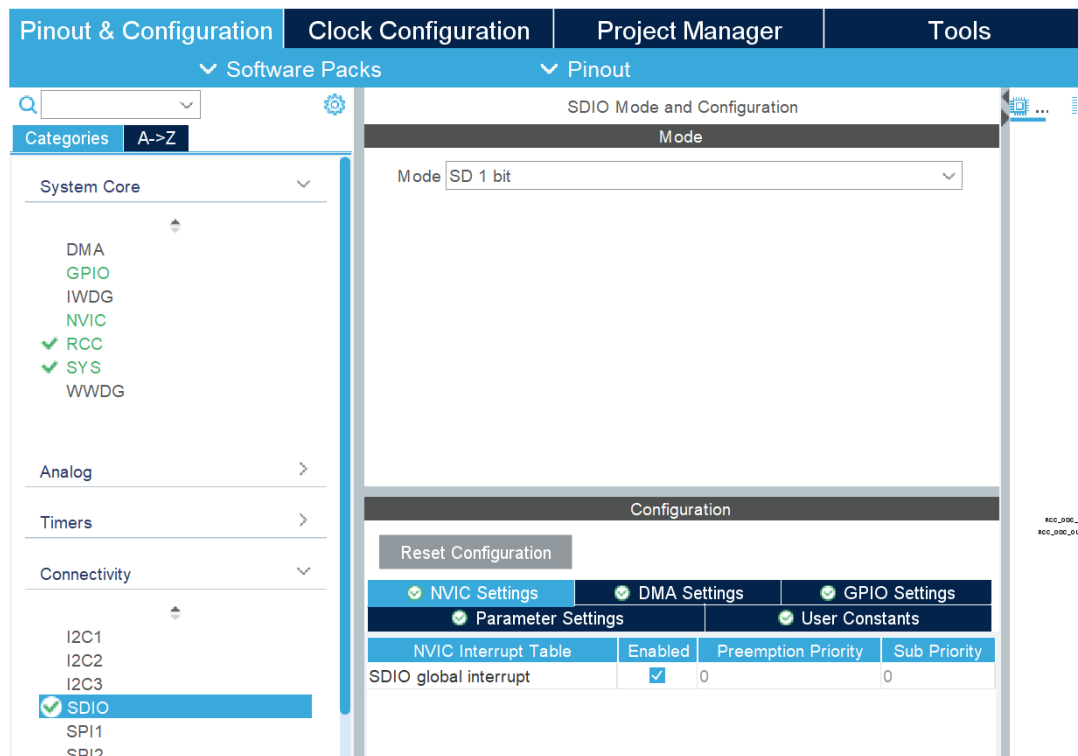 Pinout & Configuration Clock Configuration Project Manager Tools
Software Packs Pinout
SDIO Mode and Configuration
...
Categories A->Z
Mode
System Core
Mode SD 1 bit
DMA
GPIO
IWDG
NVIC
RCC
SYS
WWDG
Analog
Timers
Connectivity
I2C1
I2C2
I2C3
SDIO
SPI1
SPI2
Configuration
Reset Configuration
NVIC Settings DMA Settings GPIO Settings
Parameter Settings User Constants
NVIC Interrupt Table Enabled Preemption Priority Sub Priority
SDIO global interrupt 0 0
RCC_OSC_
RCC_OSC_OU